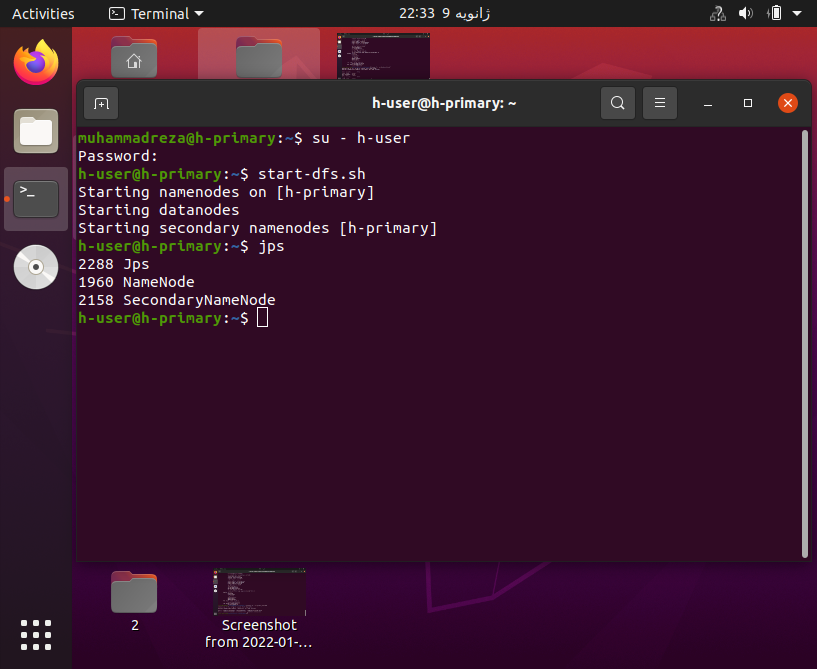 Activities
Terminal
22:33 9 ژانویه
h-user@h-primary: ~
muhammadreza@h-primary:~$ su - h-user
Password:
h-user@h-primary:~$ start-dfs.sh
Starting namenodes on [h-primary]
Starting datanodes
Starting secondary namenodes [h-primary]
h-user@h-primary:~$ jps
2288 Jps
1960 NameNode
2158 SecondaryNameNode
h-user@h-primary:~$
2
Screenshot
from 2022-01-...